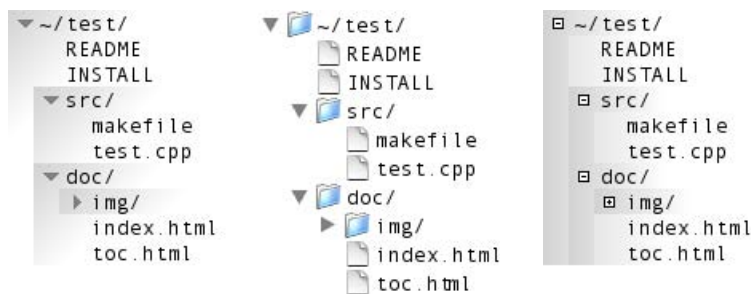 ~/test/
README
INSTALL
src/
makefile
test.cpp
doc/
img/
index.html
toc.html
~/test/
README
INSTALL
src/
makefile
test.cpp
doc/
img/
index.html
toc.html
~/test/
README
INSTALL
src/
makefile
test.cpp
doc/
img/
index.html
toc.html